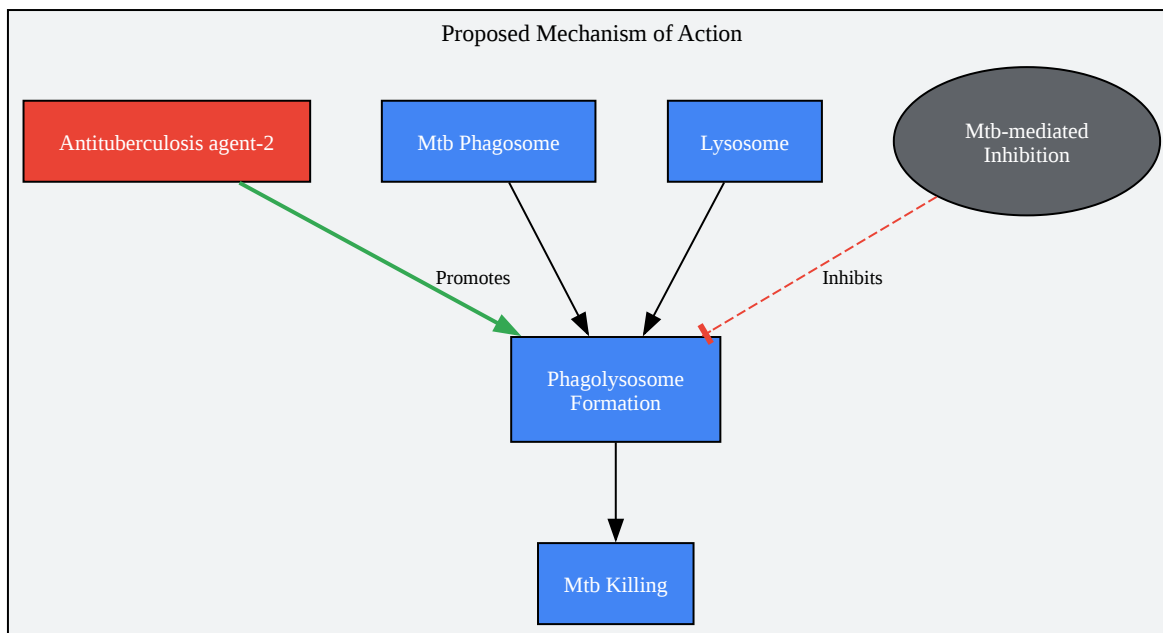 Proposed Mechanism of Action
Antituberculosis agent-2
Mtb Phagosome
Lysosome
Mtb-mediated
Inhibition
Promotes
Inhibits
Phagolysosome
Formation
Mtb Killing